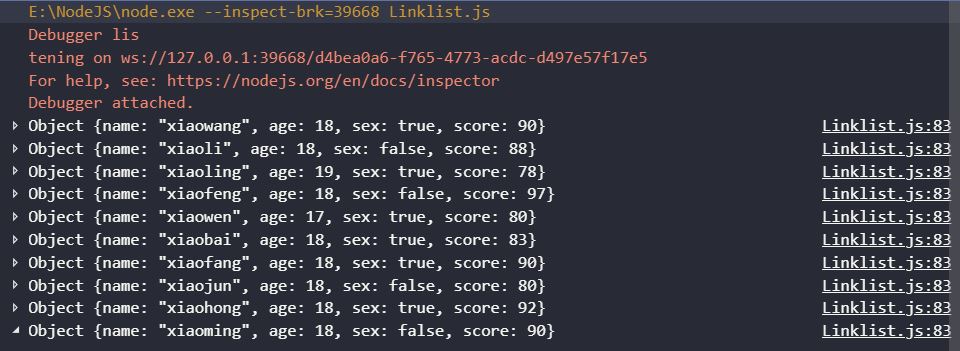 E:\NodeJS\node.exe --inspect-brk=39668 Linklist.js
Debugger lis
tening on ws://127.0.0.1:39668/d4bea0a6-f765-4773-acdc-d497e57f17e5
For help, see: https://nodejs.org/en/docs/inspector
Debugger attached.
Object {name: "xiaowang", age: 18, sex: true, score: 90} Linklist.js:83
Object {name: "xiaoli", age: 18, sex: false, score: 88} Linklist.js:83
Object {name: "xiaoling", age: 19, sex: true, score: 78} Linklist.js:83
Object {name: "xiaofeng", age: 18, sex: false, score: 97} Linklist.js:83
Object {name: "xiaowen", age: 17, sex: true, score: 80} Linklist.js:83
Object {name: "xiaobai", age: 18, sex: true, score: 83} Linklist.js:83
Object {name: "xiaofang", age: 18, sex: true, score: 90} Linklist.js:83
Object {name: "xiaojun", age: 18, sex: false, score: 80} Linklist.js:83
Object {name: "xiaohong", age: 18, sex: true, score: 92} Linklist.js:83
Object {name: "xiaoming", age: 18, sex: false, score: 90} Linklist.js:83